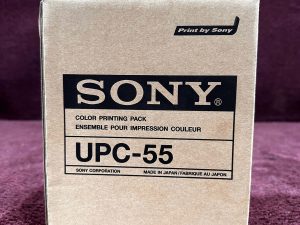 Print by Sony
SONY®
COLOR PRINTING PACK
ENSEMBLE POUR IMPRESSION COULEUR
UPC-55
SONY CORPORATION MADE IN JAPAN/FABRIQUÉ AU JAPON